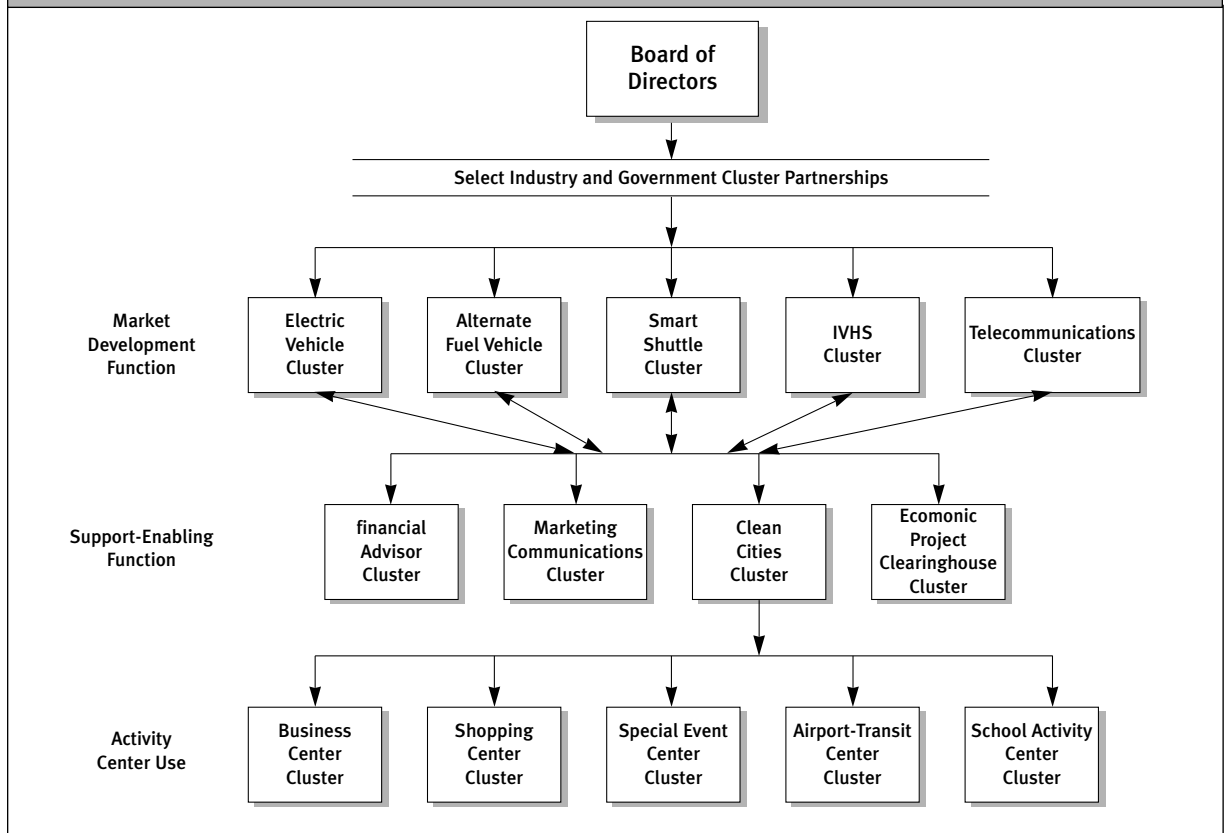 Board of
Directors
Select Industry and Government Cluster Partnerships
Market
Development
Function
Electric
Vehicle
Cluster
Alternate
Fuel Vehicle
Cluster
Smart
Shuttle
Cluster
IVHS
Cluster
Telecommunications
Cluster
Support-Enabling
Function
financial
Advisor
Cluster
Marketing
Communications
Cluster
Clean
Cities
Cluster
Ecomonic
Project
Clearinghouse
Cluster
Activity
Center Use
Business
Center
Cluster
Shopping
Center
Cluster
Special Event
Center
Cluster
Airport-Transit
Center
Cluster
School Activity
Center
Cluster